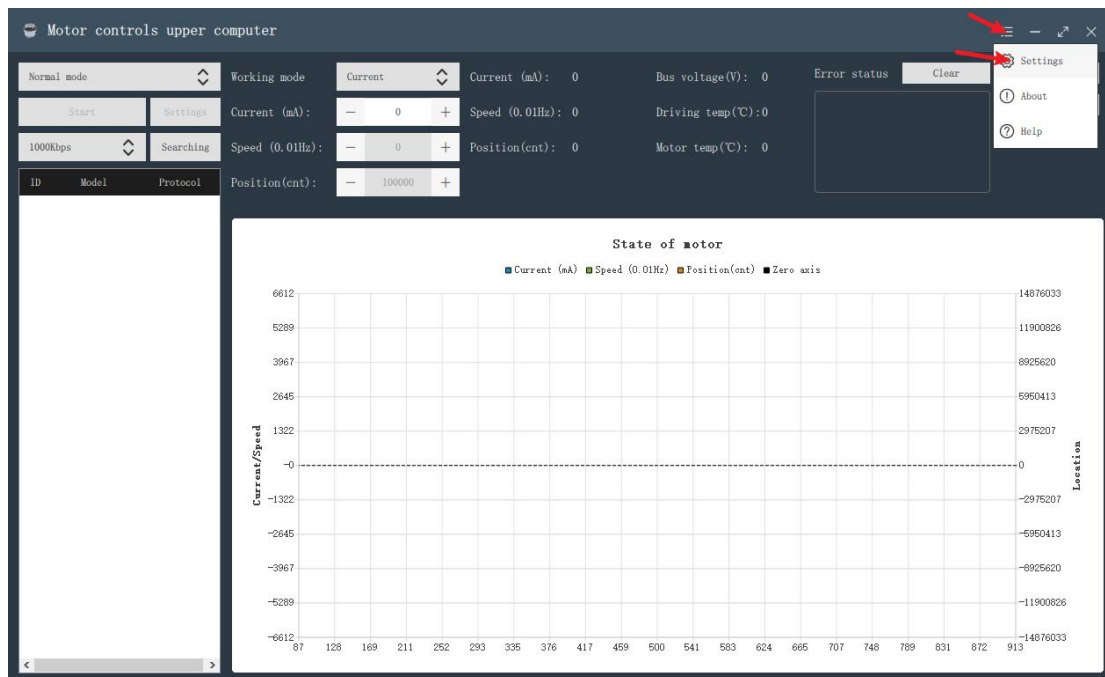 Motor controls upper computer
Normal mode
Working mode
Current
Current (mA): 0
Bus voltage(V): 0
Error status
Clear
Settings
Start
Settings
Current (mA):
— 0 +
Speed (0.01Hz): 0
Driving temp(℃):0
About
1000Kbps
Searching
Speed (0.01Hz):
— 0 +
Position(cnt): 0
Motor temp(℃): 0
Help
ID Model Protocol
Position(cnt):
— 100000 +
State of motor
Current (mA) Speed (0.01Hz) Position(cnt) Zero axis
6612 14876033
5289 11900826
3967 8925620
2645 5950413
1322 2975207
-0 0
-1322 -2975207
-2645 -5950413
-3967 -8925620
-5289 -11900826
-6612 -14876033
Current/Speed
Location
87 128 169 211 252 293 335 376 417 459 500 541 583 624 665 707 748 789 831 872 913